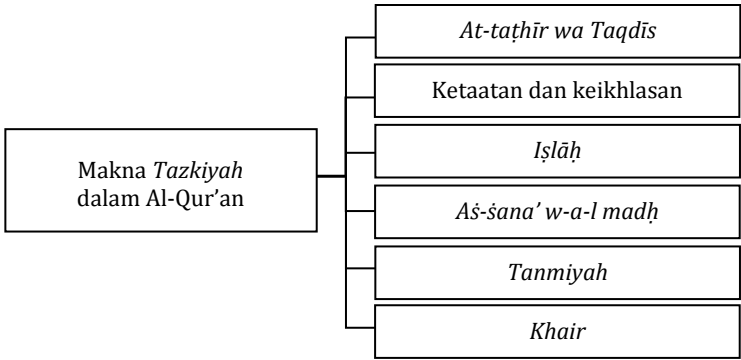 At-taṭhīr wa Taqdīs
Ketaatan dan keikhlasan
Iṣlāḥ
Makna Tazkiyah
dalam Al-Qur’an
Aṡ-ṡana’ w-a-l madḥ
Tanmiyah
Khair